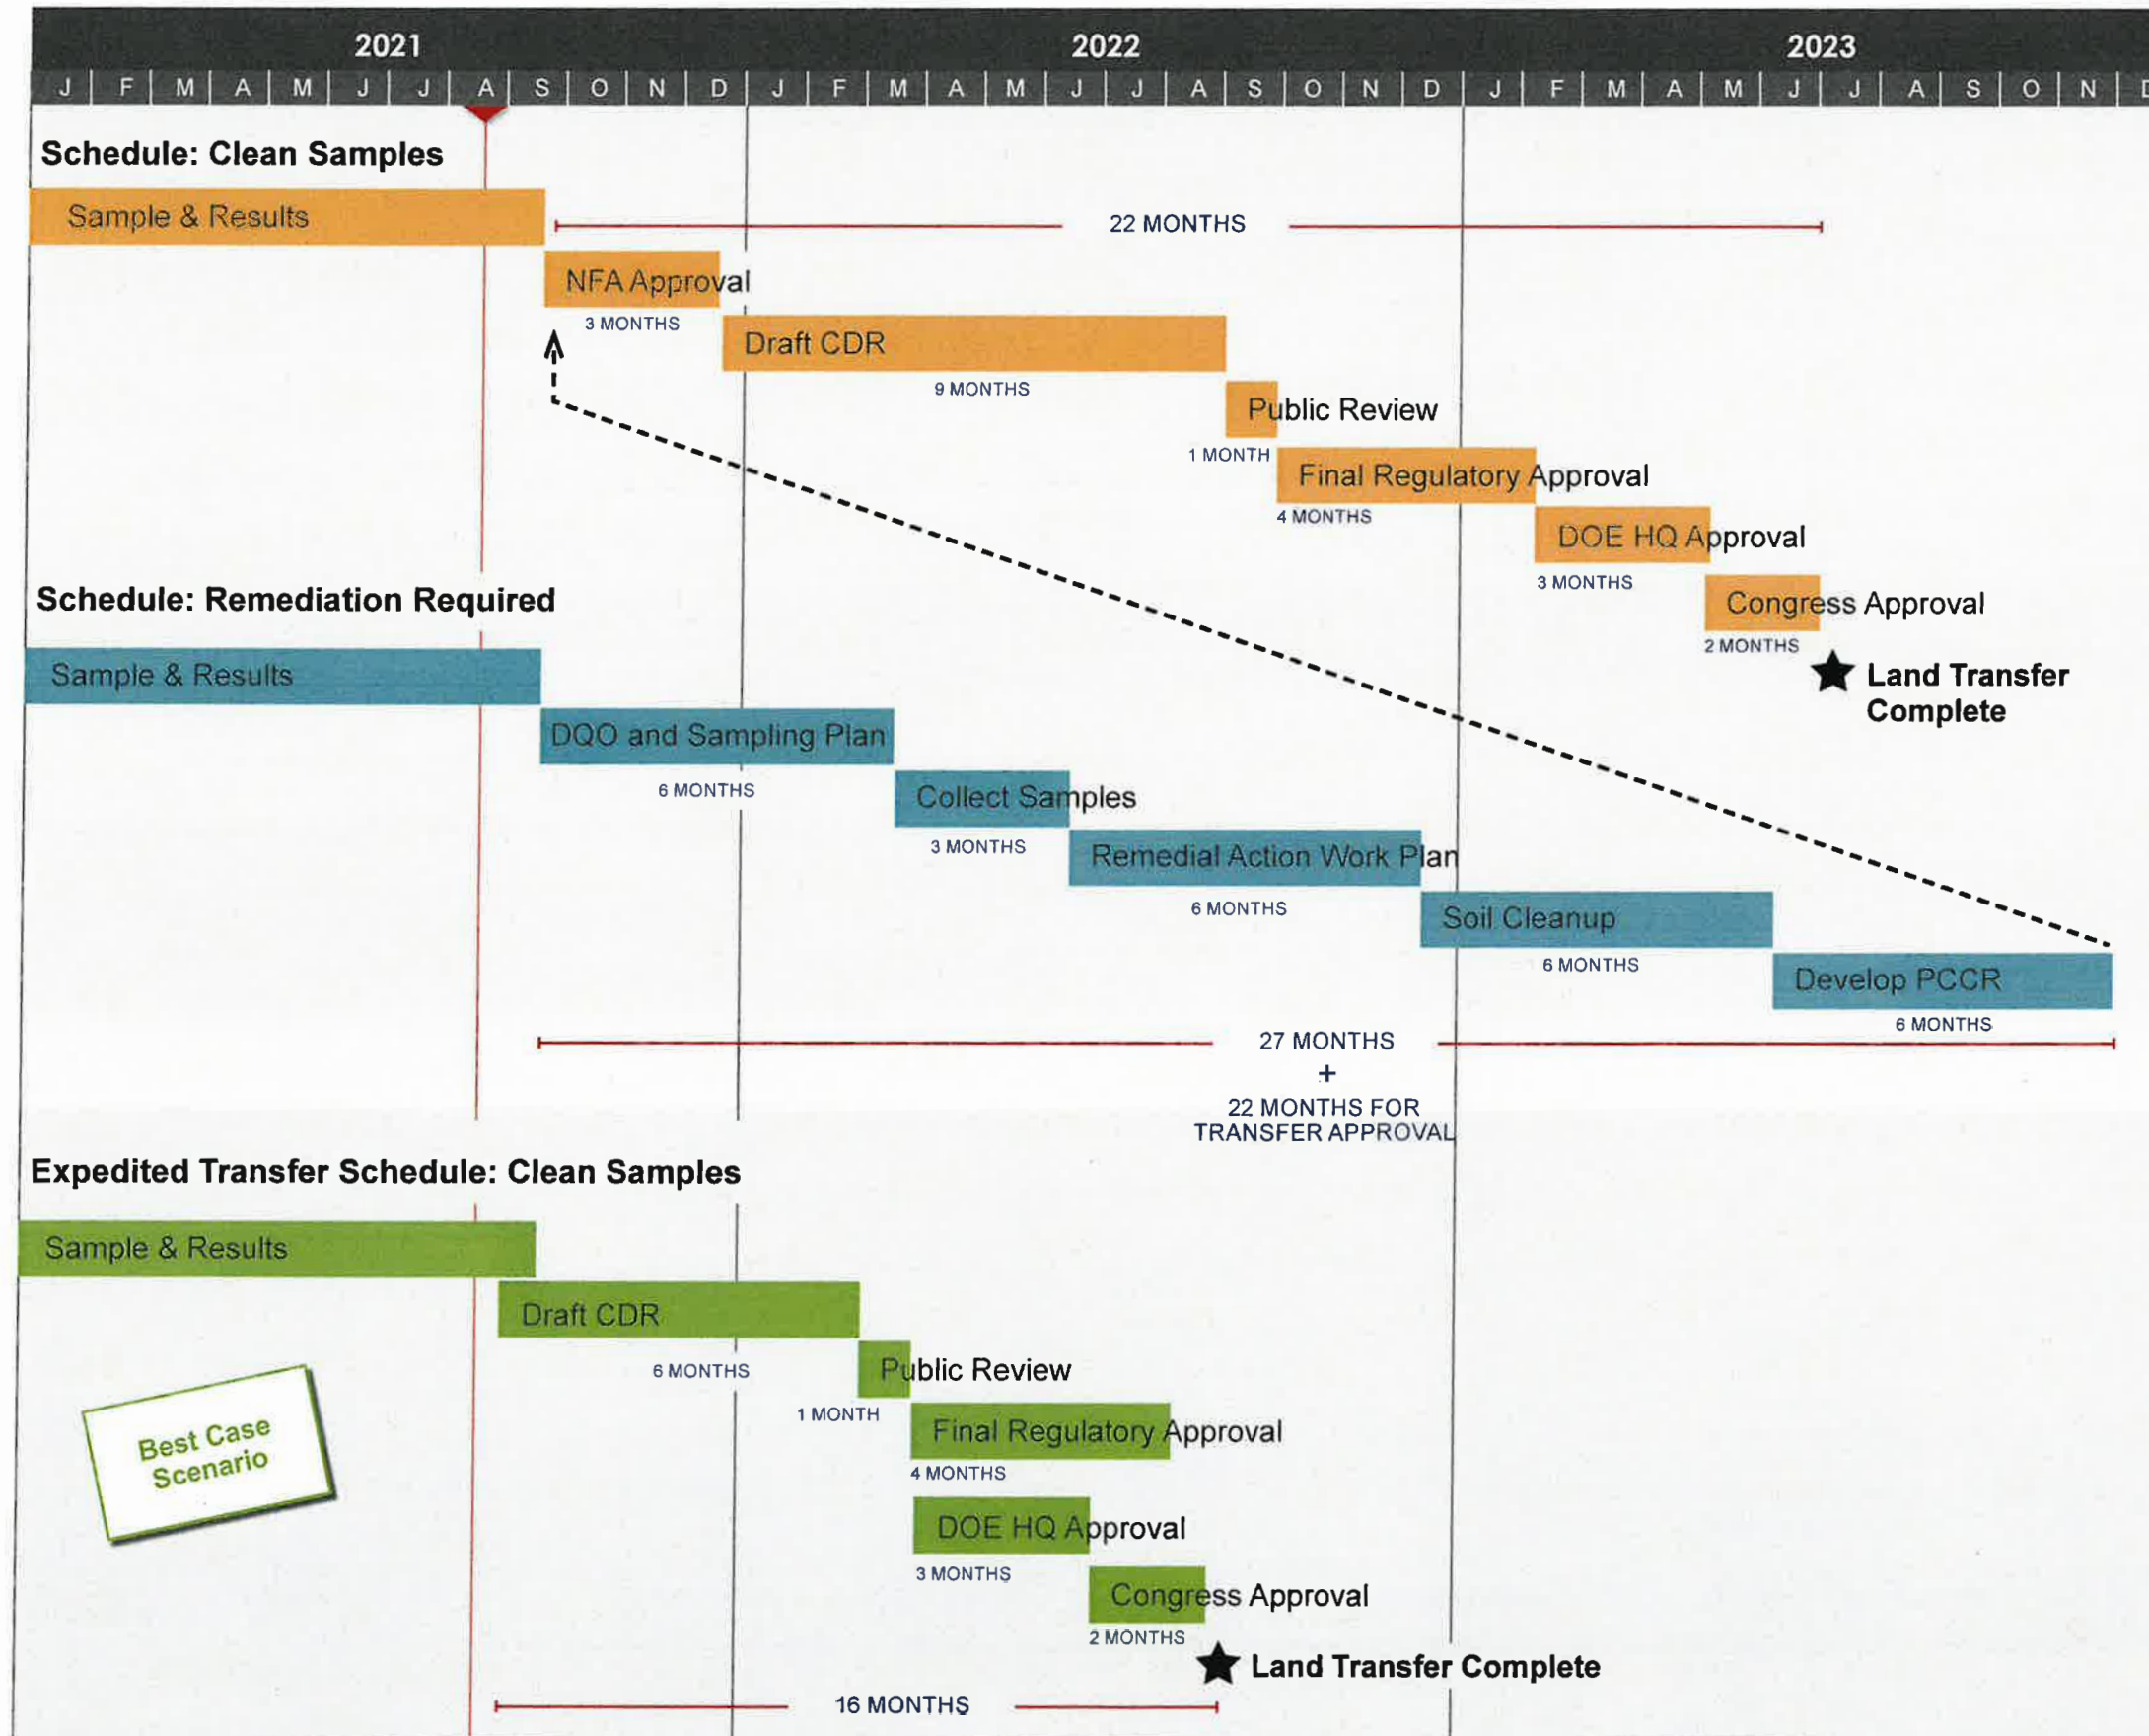 2021 2022 2023
J F M A M J J A S O N D J F M A M J J A S O N D J F M A M J J A S O N D
Schedule: Clean Samples
Sample & Results
22 MONTHS
NFA Approval
3 MONTHS
Draft CDR
9 MONTHS
Public Review
1 MONTH
Final Regulatory Approval
4 MONTHS
DOE HQ Approval
3 MONTHS
Congress Approval
2 MONTHS
Land Transfer
Complete
Schedule: Remediation Required
Sample & Results
DQO and Sampling Plan
6 MONTHS
Collect Samples
3 MONTHS
Remedial Action Work Plan
6 MONTHS
Soil Cleanup
6 MONTHS
Develop PCCR
6 MONTHS
27 MONTHS
+
22 MONTHS FOR
TRANSFER APPROVAL
Expedited Transfer Schedule: Clean Samples
Sample & Results
Draft CDR
6 MONTHS
Public Review
1 MONTH
Final Regulatory Approval
4 MONTHS
DOE HQ Approval
3 MONTHS
Congress Approval
2 MONTHS
Land Transfer Complete
16 MONTHS
Best Case
Scenario